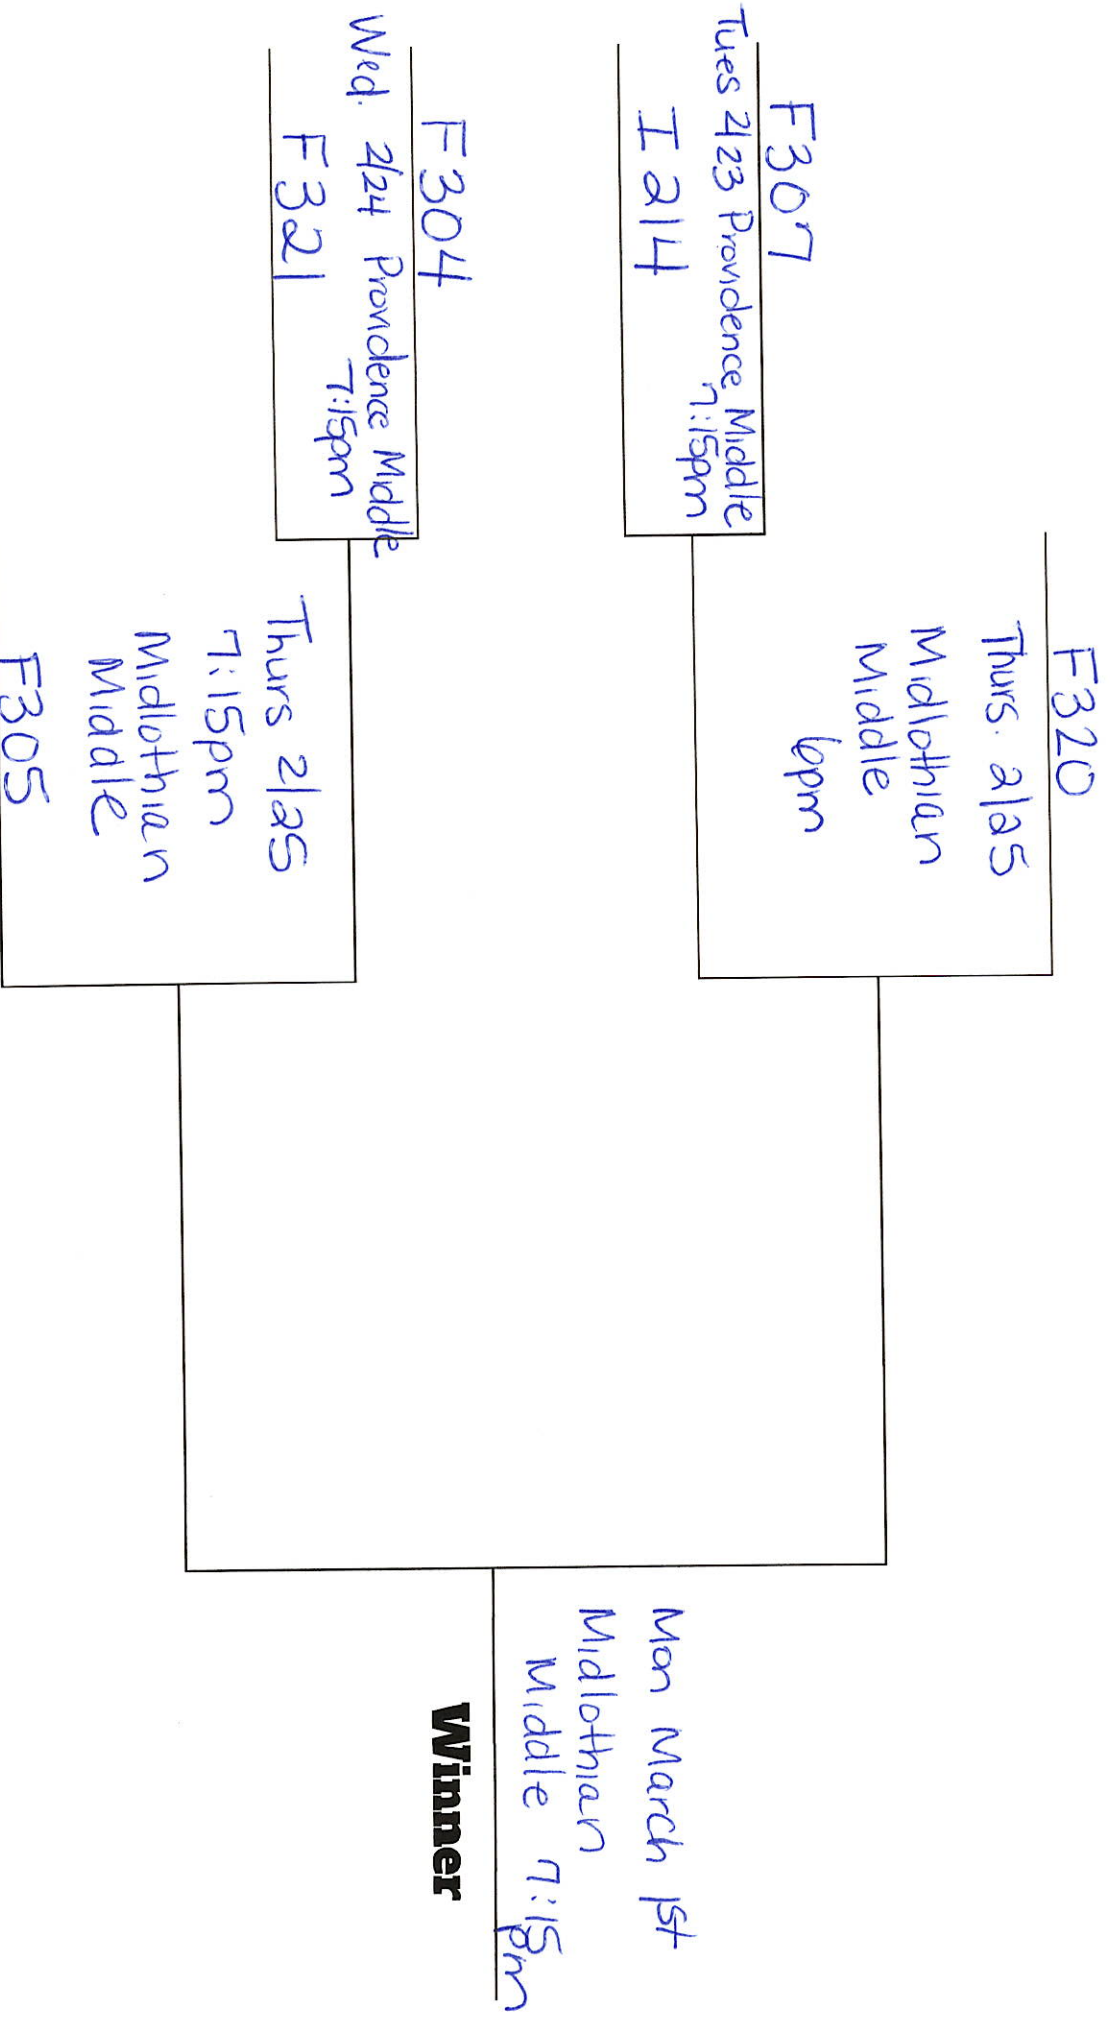 F320
Thurs. 2/25
Midlothian
Middle
6pm
F307
Tues 2/23 Providence Middle
7:15pm
I 214
Mon March 1st
Midlothian
Middle 7:15
pm
Winner
F304
Wed. 2/24 Providence Middle
7:15pm
F321
Thurs 2/25
7:15pm
Midlothian
Middle
F305